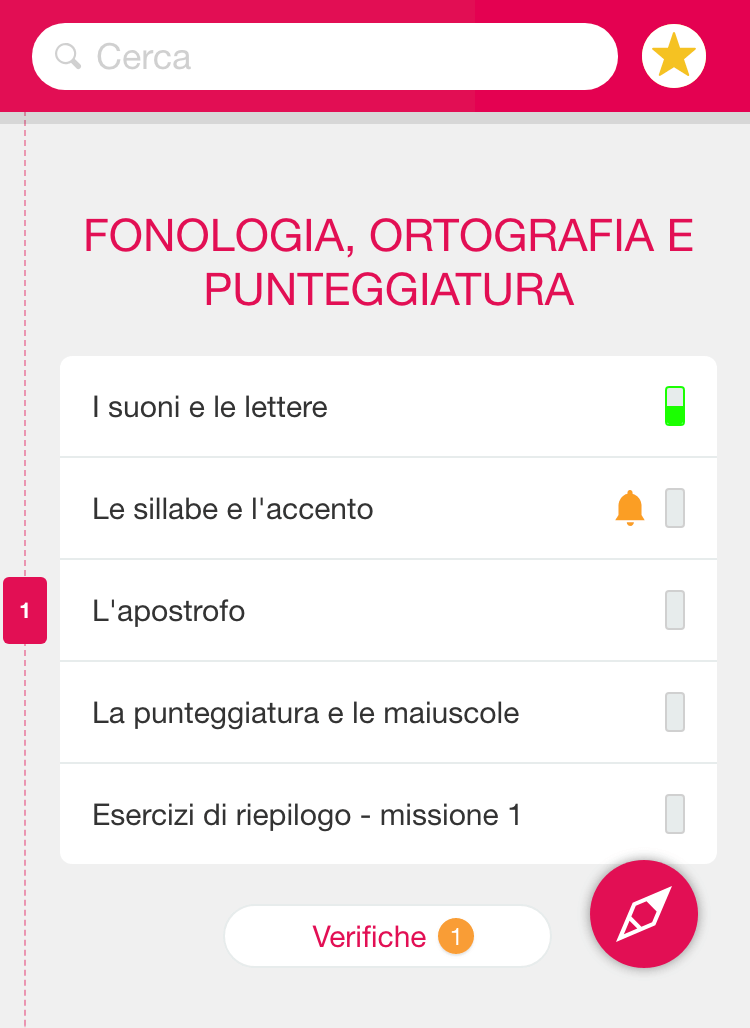 Cerca
FONOLOGIA, ORTOGRAFIA E
PUNTEGGIATURA
I suoni e le lettere
Le sillabe e l'accento
1
L'apostrofo
La punteggiatura e le maiuscole
Esercizi di riepilogo - missione 1
Verifiche 1